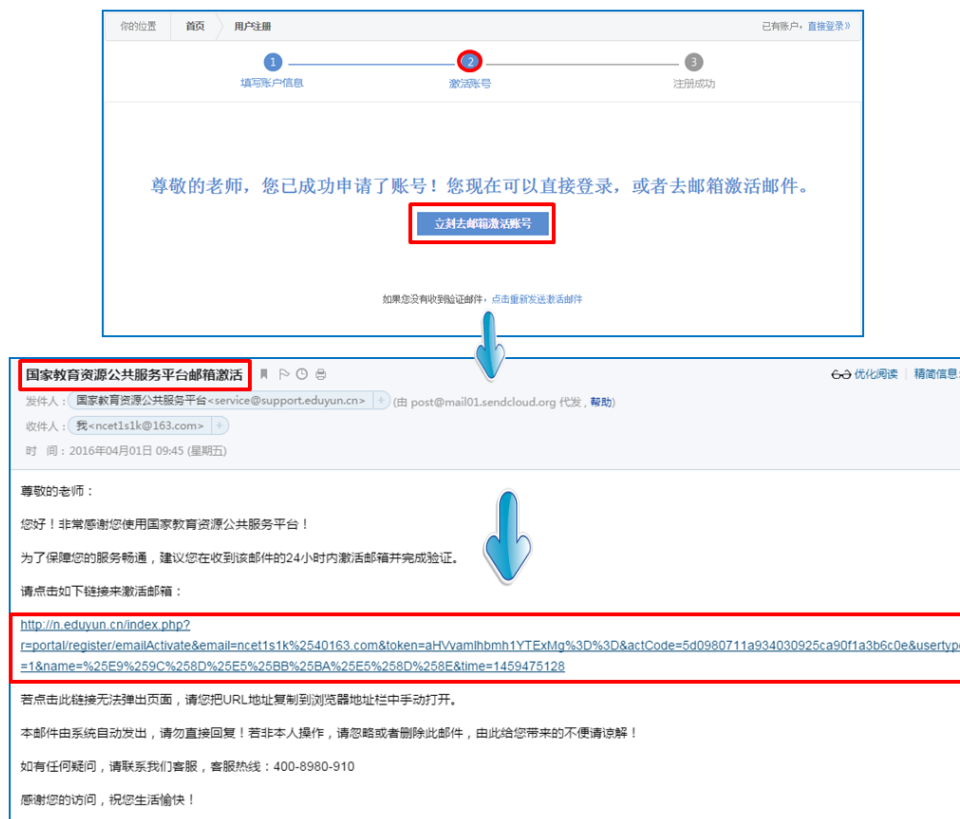 你的位置 首页 用户注册 已有账户，直接登录》
1 2 3
填写账户信息 激活账号 注册成功
尊敬的老师，您已成功申请了账号！您现在可以直接登录，或者去邮箱激活邮件。
立刻去邮箱激活账号
如果您没有收到验证邮件，点击重新发送激活邮件
国家教育资源公共服务平台邮箱激活 优化阅读 精简信息
发件人：国家教育资源公共服务平台<service@support.eduyun.cn> + (由 post@mail01.sendcloud.org 代发，帮助)
收件人：我<ncet1s1k@163.com> +
时 间：2016年04月01日 09:45 (星期五)
尊敬的老师：
您好！非常感谢您使用国家教育资源公共服务平台！
为了保障您的服务畅通，建议您在收到该邮件的24小时内激活邮箱并完成验证。
请点击如下链接来激活邮箱：
http://n.eduyun.cn/index.php?
r=portal/register/emailActivate&email=ncet1s1k%2540163.com&token=aHVvamlhbmh1YTExMg%3D%3D&actCode=5d0980711a934030925ca90f1a3b6c0e&usertype
=1&name=%25E9%259C%258D%25E5%25BB%25BA%25E5%258D%258E&time=1459475128
若点击此链接无法弹出页面，请您把URL地址复制到浏览器地址栏中手动打开。
本邮件由系统自动发出，请勿直接回复！若非本人操作，请忽略或者删除此邮件，由此给您带来的不便请谅解！
如有任何疑问，请联系我们客服，客服热线：400-8980-910
感谢您的访问，祝您生活愉快！